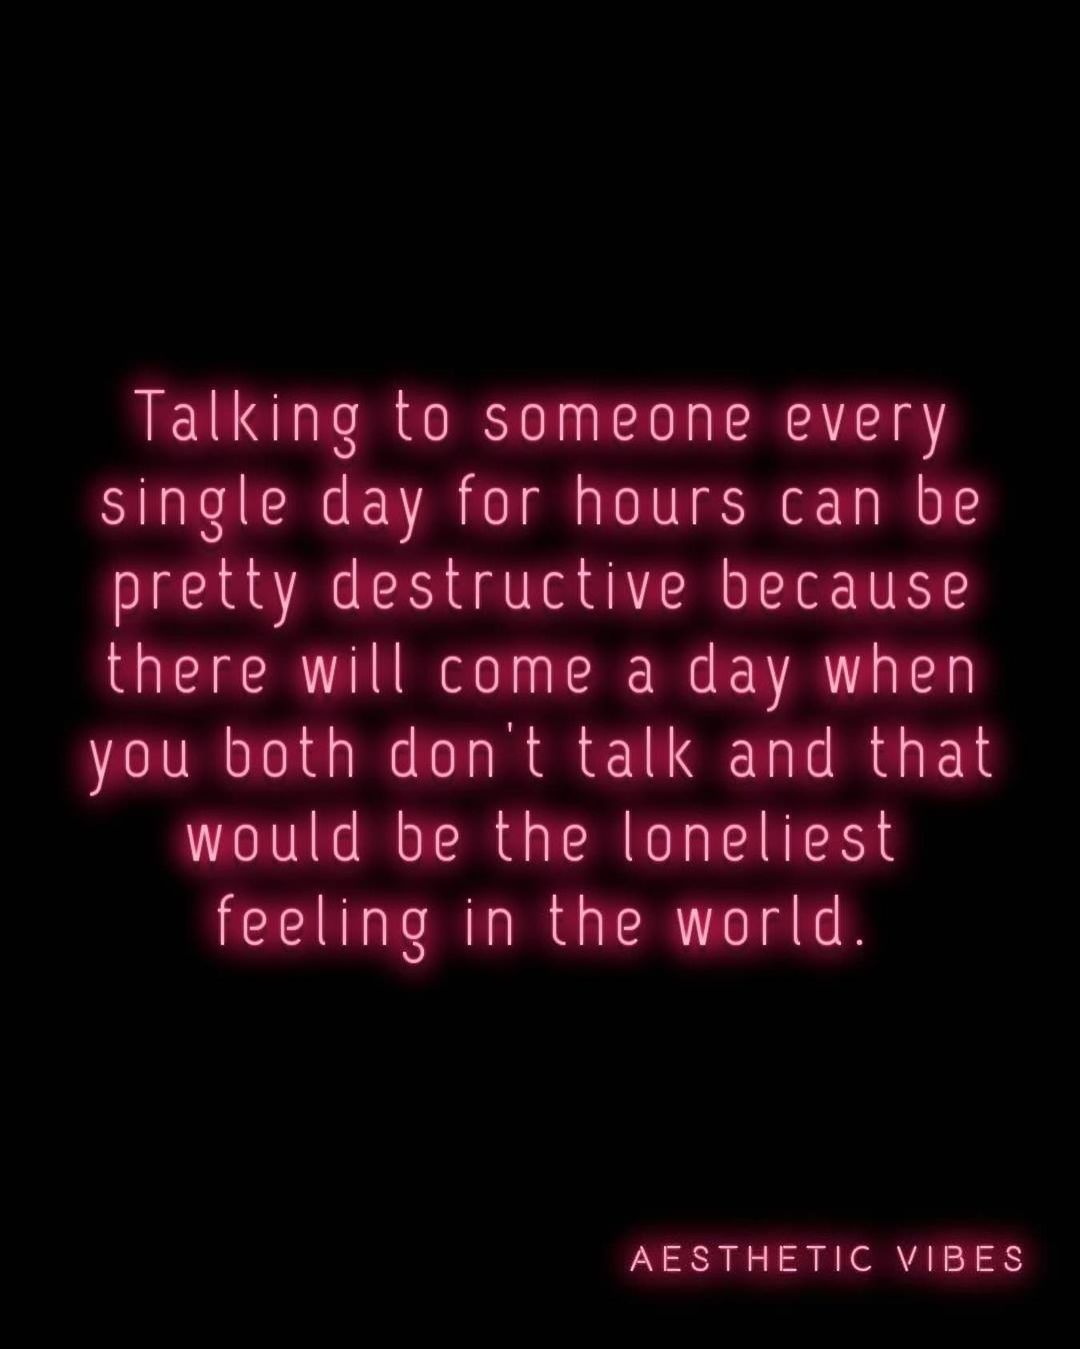 Talking to someone every
single day for hours can be
pretty destructive because
there will come a day when
you both don't talk and that
would be the loneliest
feeling in the world.
AESTHETIC VIBES